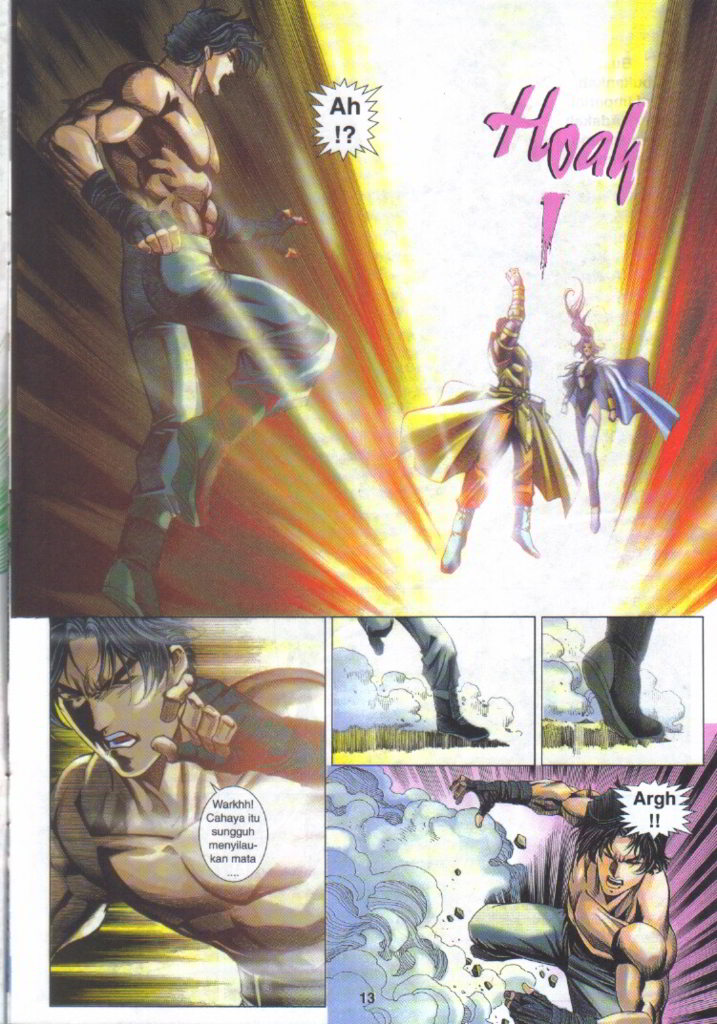 Ah
!?
Hoah
!
Warkhh!
Cahaya itu
sungguh
menyilau-
kan mata
....
Argh
!!
13